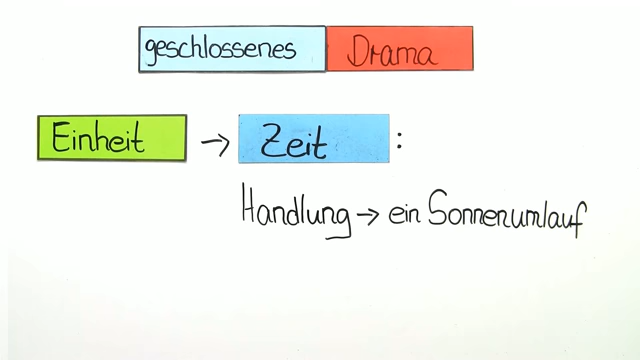 geschlossenes Drama
Einheit → Zeit :
Handlung → ein Sonnenumlauf